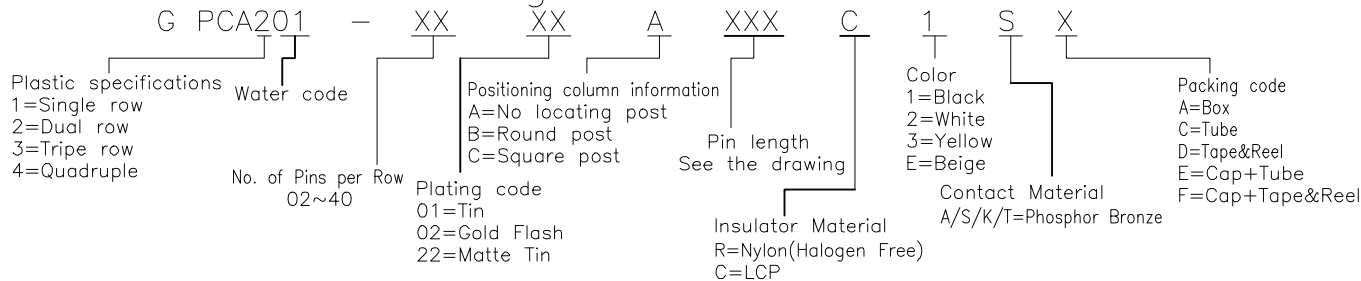 G PCA201 - XX XX A XXX C 1 S X
Plastic specifications
1=Single row
2=Dual row
3=Tripe row
4=Quadruple
Water code
No. of Pins per Row
02~40
Plating code
01=Tin
02=Gold Flash
22=Matte Tin
Positioning column information
A=No locating post
B=Round post
C=Square post
Pin length
See the drawing
Insulator Material
R=Nylon(Halogen Free)
C=LCP
Color
1=Black
2=White
3=Yellow
E=Beige
Contact Material
A/S/K/T=Phosphor Bronze
Packing code
A=Box
C=Tube
D=Tape&Reel
E=Cap+Tube
F=Cap+Tape&Reel